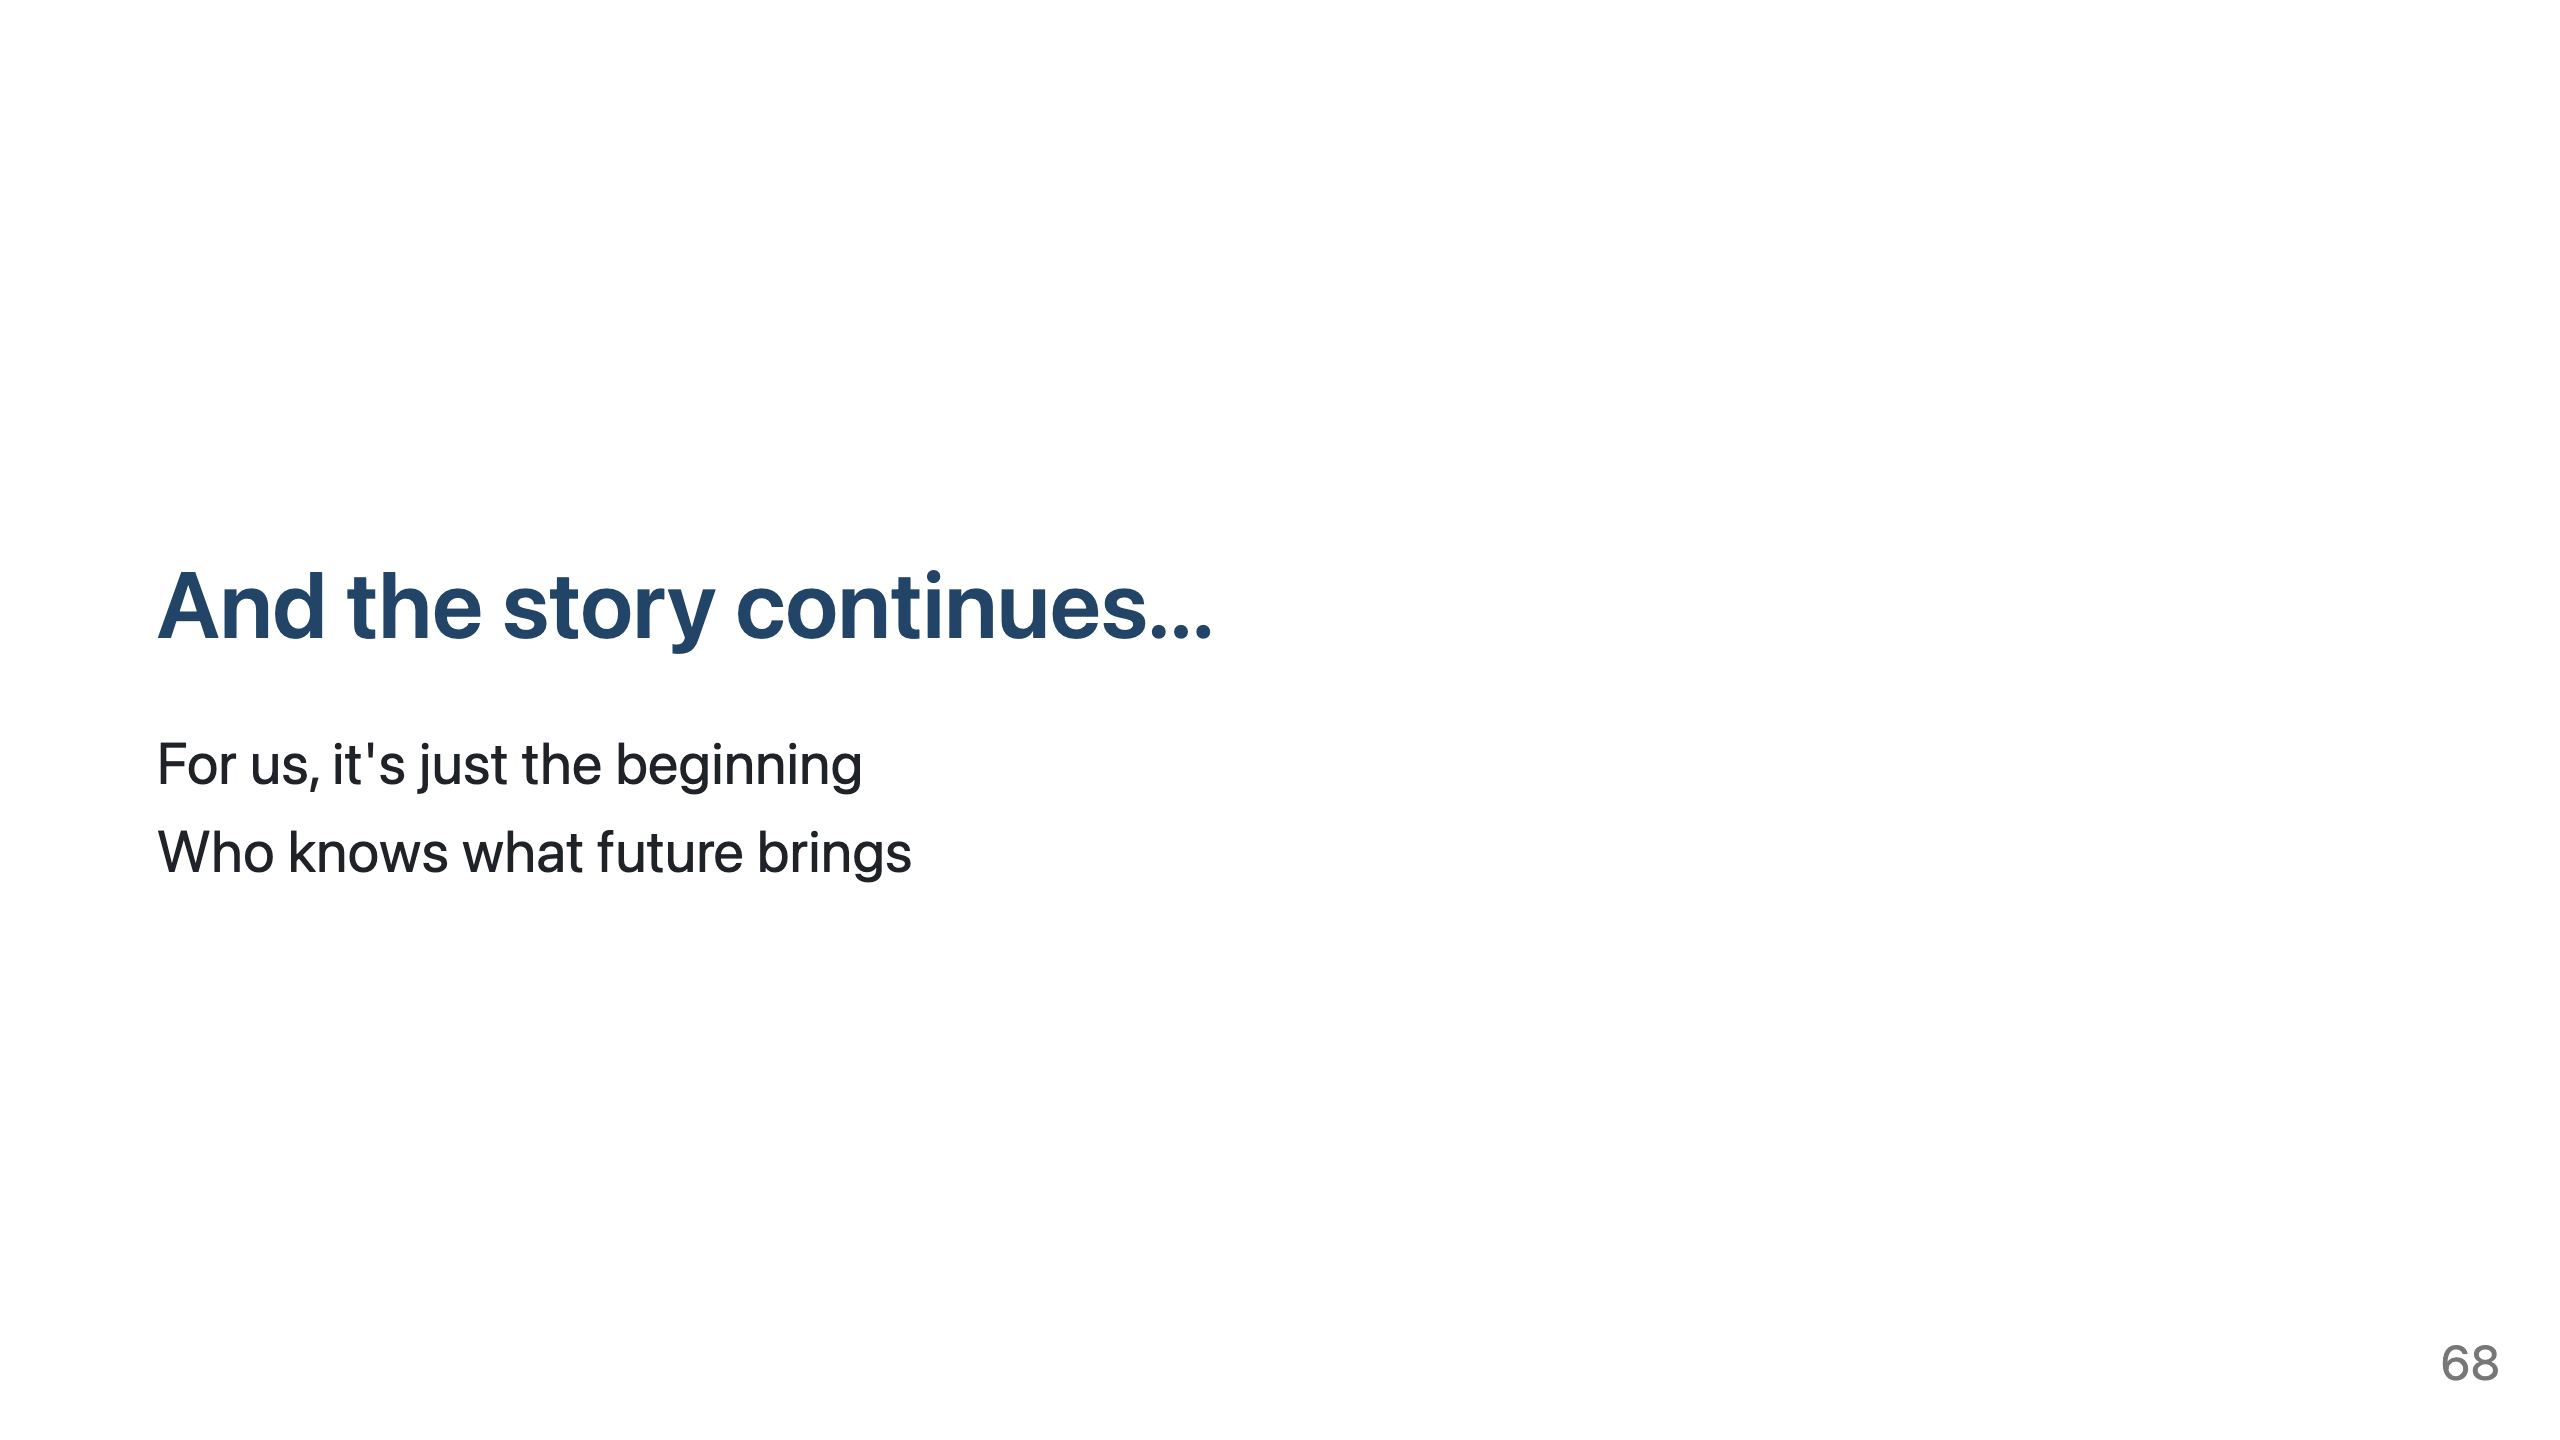 And the story continues...
For us, it's just the beginning
Who knows what future brings
68